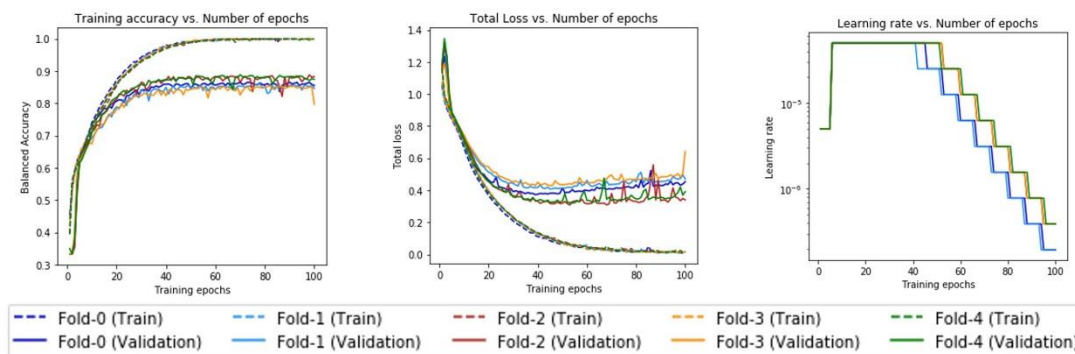 Training accuracy vs. Number of epochs
Balanced Accuracy
1.0
0.9
0.8
0.7
0.6
0.5
0.4
0.3
0 20 40 60 80 100
Training epochs
Total Loss vs. Number of epochs
Total loss
1.4
1.2
1.0
0.8
0.6
0.4
0.2
0.0
0 20 40 60 80 100
Training epochs
Learning rate vs. Number of epochs
Learning rate
10⁻⁵
10⁻⁶
0 20 40 60 80 100
Training epochs
Fold-0 (Train) Fold-1 (Train) Fold-2 (Train) Fold-3 (Train) Fold-4 (Train)
Fold-0 (Validation) Fold-1 (Validation) Fold-2 (Validation) Fold-3 (Validation) Fold-4 (Validation)